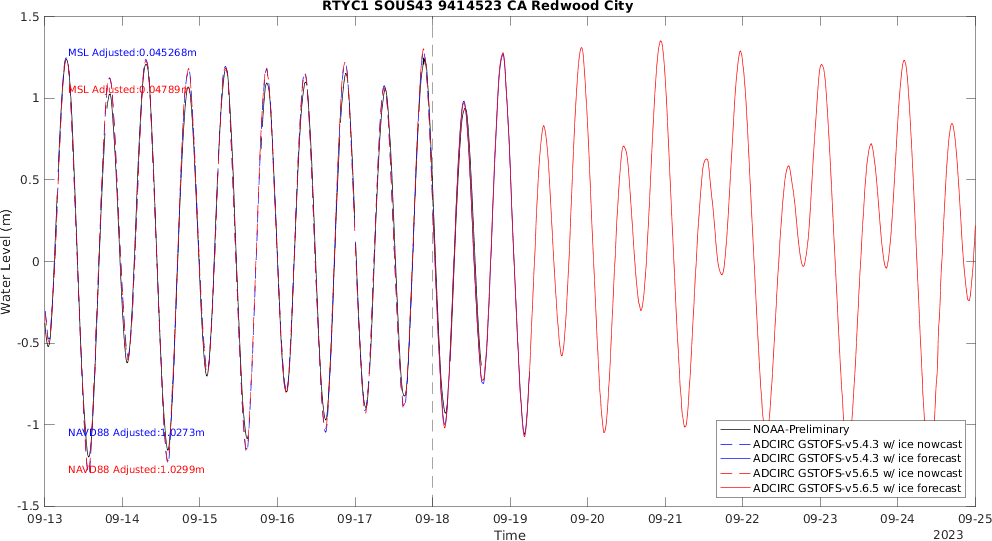 RTYC1 SOUS43 9414523 CA Redwood City
1.5
1
0.5
0
-0.5
-1
-1.5
Water Level (m)
MSL Adjusted:0.045268m
MSL Adjusted:0.04789m
NAVD88 Adjusted:1.0273m
NAVD88 Adjusted:1.0299m
NOAA-Preliminary
ADCIRC GSTOFS-v5.4.3 w/ ice nowcast
ADCIRC GSTOFS-v5.4.3 w/ ice forecast
ADCIRC GSTOFS-v5.6.5 w/ ice nowcast
ADCIRC GSTOFS-v5.6.5 w/ ice forecast
09-13 09-14 09-15 09-16 09-17 09-18 09-19 09-20 09-21 09-22 09-23 09-24 09-25
Time
2023